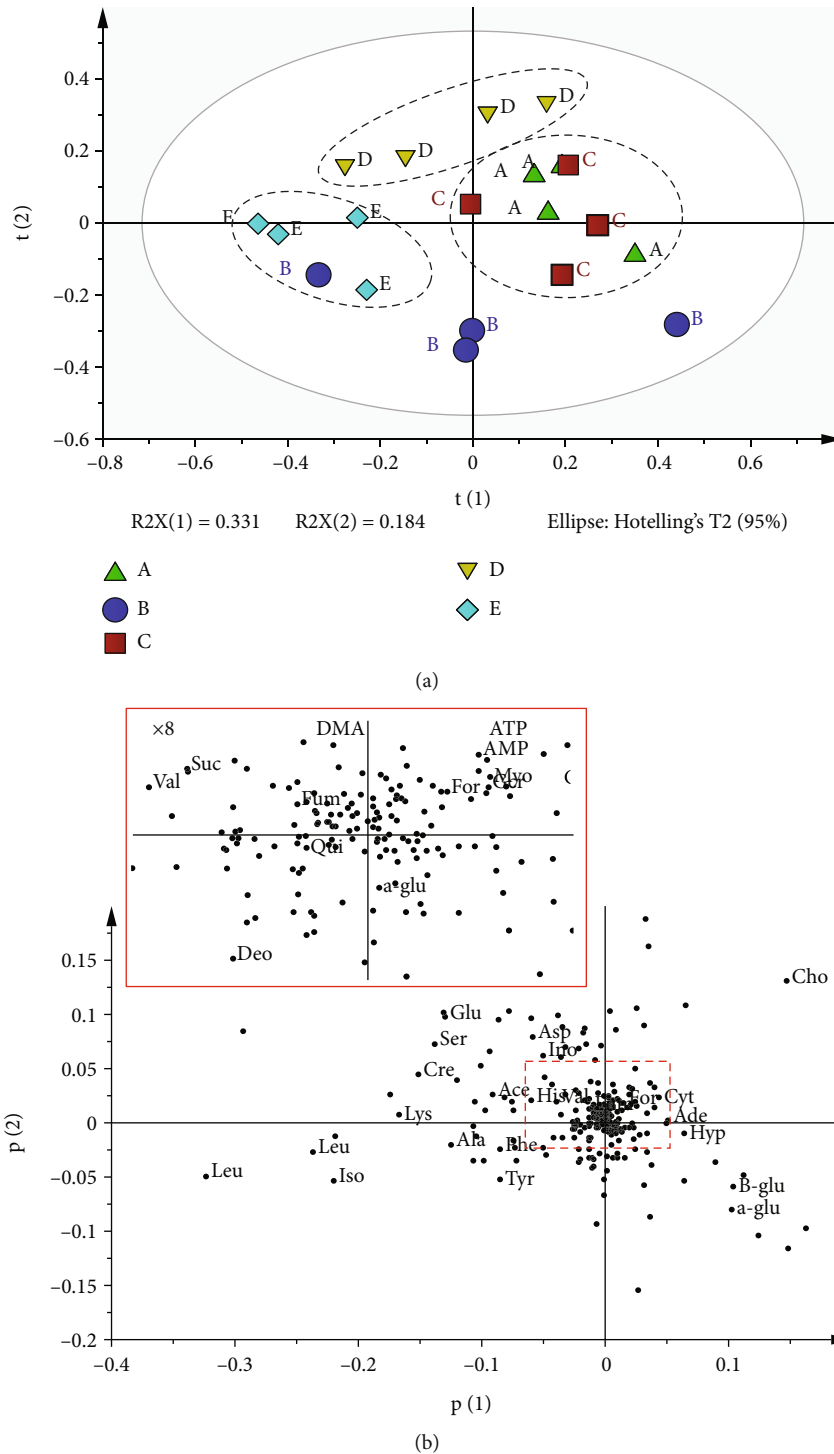 t (2)
0.4
0.2
0
−0.2
−0.4
−0.6
D
D
D
D
A
A
C
C
A
C
A
C
E
E
E
E
B
B
B
B
−0.8
−0.6
−0.4
−0.2
0
0.2
0.4
0.6
t (1)
R2X(1) = 0.331 R2X(2) = 0.184 Ellipse: Hotelling's T2 (95%)
A D
B E
C
(a)
×8 DMA ATP
Suc AMP
Val For Myo
Fum
Qui
a-glu
Deo
p (2)
0.15
0.1
0.05
0
−0.05
−0.1
−0.15
−0.2
Cho
Glu
Ser Asp
Ino
Cre
Ace His Val For Cyt
Lys Ade
Ala Phe Hyp
Leu
Leu Iso Tyr B-glu
a-glu
−0.4 −0.3 −0.2 −0.1 0 0.1
p (1)
(b)